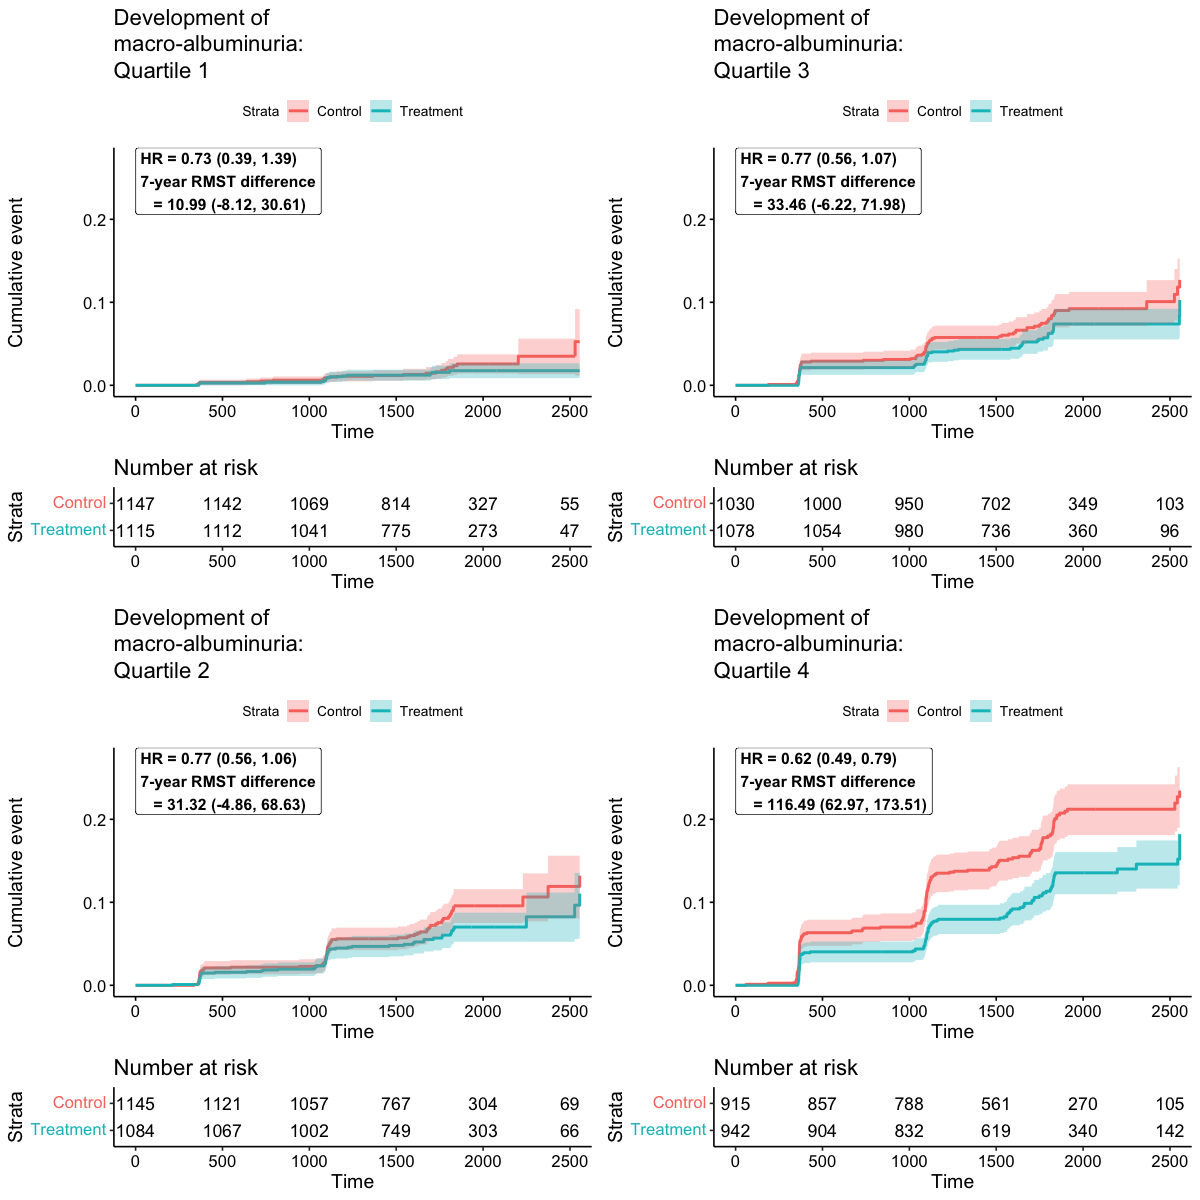 Development of
macro-albuminuria:
Quartile 1
Strata Control Treatment
HR = 0.73 (0.39, 1.39)
7-year RMST difference
= 10.99 (-8.12, 30.61)
Cumulative event
0.2
0.1
0.0
0 500 1000 1500 2000 2500
Time
Number at risk
Strata
Control 1147 1142 1069 814 327 55
Treatment 1115 1112 1041 775 273 47
0 500 1000 1500 2000 2500
Time
Development of
macro-albuminuria:
Quartile 3
Strata Control Treatment
HR = 0.77 (0.56, 1.07)
7-year RMST difference
= 33.46 (-6.22, 71.98)
Cumulative event
0.2
0.1
0.0
0 500 1000 1500 2000 2500
Time
Number at risk
Strata
Control 1030 1000 950 702 349 103
Treatment 1078 1054 980 736 360 96
0 500 1000 1500 2000 2500
Time
Development of
macro-albuminuria:
Quartile 2
Strata Control Treatment
HR = 0.77 (0.56, 1.06)
7-year RMST difference
= 31.32 (-4.86, 68.63)
Cumulative event
0.2
0.1
0.0
0 500 1000 1500 2000 2500
Time
Number at risk
Strata
Control 1145 1121 1057 767 304 69
Treatment 1084 1067 1002 749 303 66
0 500 1000 1500 2000 2500
Time
Development of
macro-albuminuria:
Quartile 4
Strata Control Treatment
HR = 0.62 (0.49, 0.79)
7-year RMST difference
= 116.49 (62.97, 173.51)
Cumulative event
0.2
0.1
0.0
0 500 1000 1500 2000 2500
Time
Number at risk
Strata
Control 915 857 788 561 270 105
Treatment 942 904 832 619 340 142
0 500 1000 1500 2000 2500
Time